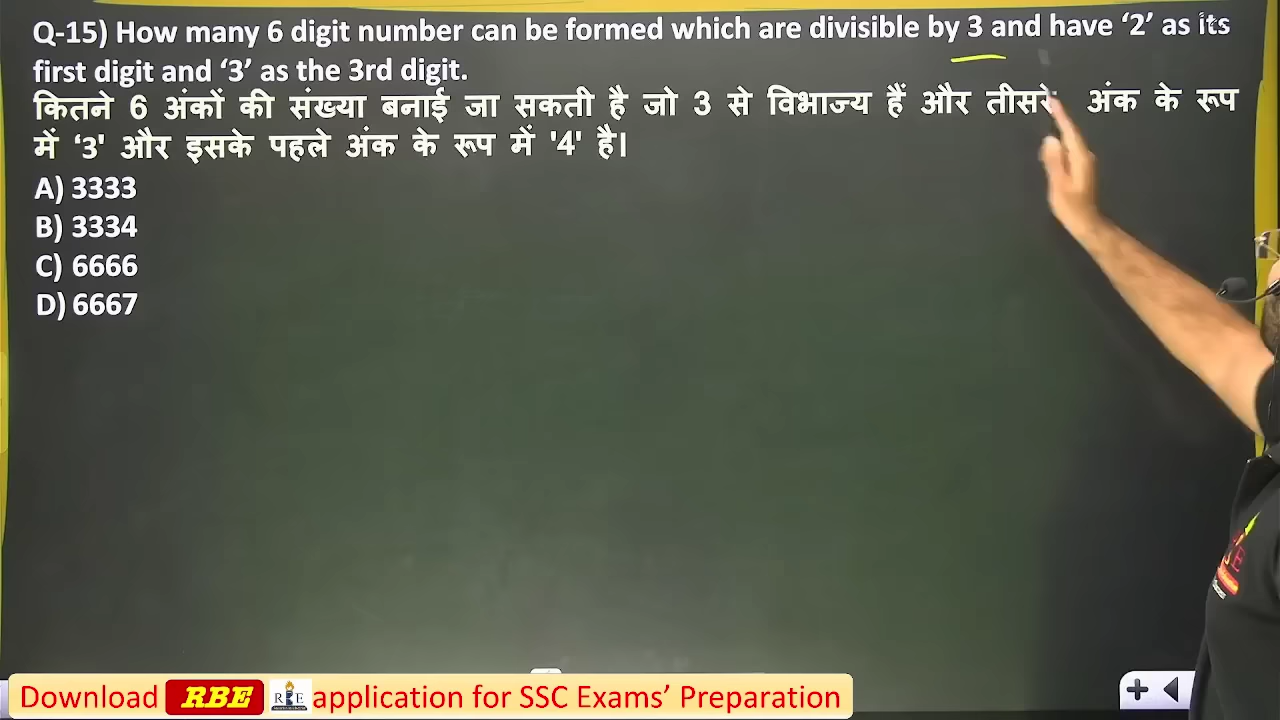 Q-15) How many 6 digit number can be formed which are divisible by 3 and have ‘2’ as its
first digit and ‘3’ as the 3rd digit.
कितने 6 अंकों की संख्या बनाई जा सकती है जो 3 से विभाज्य हैं और तीसरे अंक के रूप
में ‘3' और इसके पहले अंक के रूप में '4' है।
A) 3333
B) 3334
C) 6666
D) 6667
Download RBE RBE application for SSC Exams’ Preparation